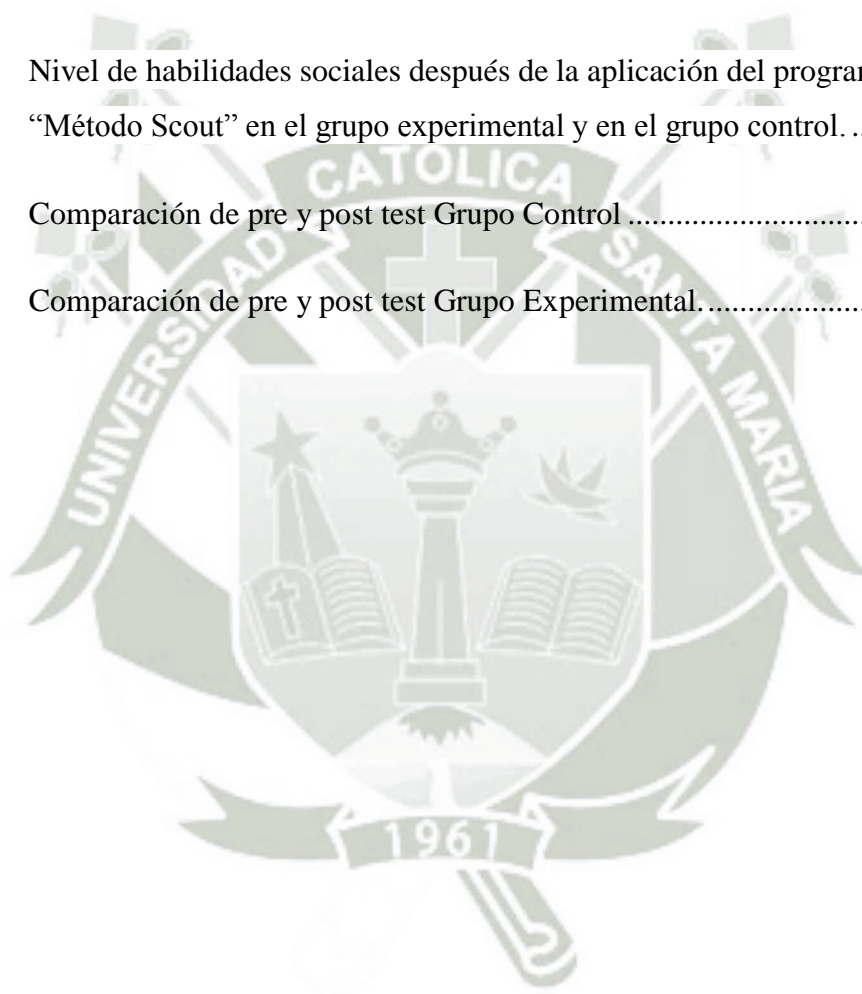 Nivel de habilidades sociales después de la aplicación del
“Método Scout” en el grupo experimental y en el grupo control. ..
Comparación de pre y post test Grupo Control ..............................
Comparación de pre y post test Grupo Experimental. ....................
UNIVERSIDAD CATOLICA SANTA MARIA
1961